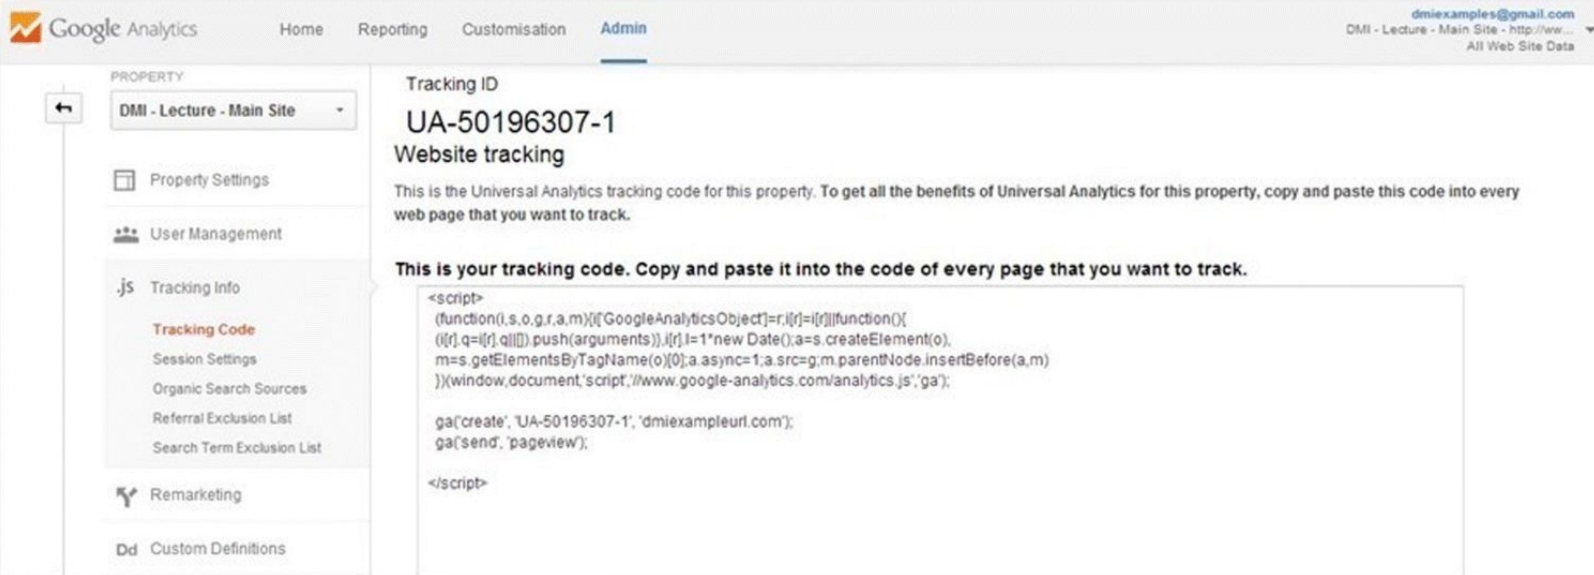 Google Analytics
Home
Reporting
Customisation
Admin
dmiexamples@gmail.com
DMI - Lecture - Main Site - http://ww...
All Web Site Data
PROPERTY
DMI - Lecture - Main Site
Property Settings
User Management
.js Tracking Info
Tracking Code
Session Settings
Organic Search Sources
Referral Exclusion List
Search Term Exclusion List
Remarketing
Dd Custom Definitions
Tracking ID
UA-50196307-1
Website tracking
This is the Universal Analytics tracking code for this property. To get all the benefits of Universal Analytics for this property, copy and paste this code into every
web page that you want to track.
This is your tracking code. Copy and paste it into the code of every page that you want to track.
<script>
(function(i,s,o,g,r,a,m){i['GoogleAnalyticsObject']=r;i[r]=i[r]||function(){
(i[r].q=i[r].q||[]).push(arguments)},i[r].l=1*new Date();a=s.createElement(o),
m=s.getElementsByTagName(o)[0];a.async=1;a.src=g;m.parentNode.insertBefore(a,m)
})(window,document,'script','//www.google-analytics.com/analytics.js','ga');
ga('create', 'UA-50196307-1', 'dmiexampleurl.com');
ga('send', 'pageview');
</script>